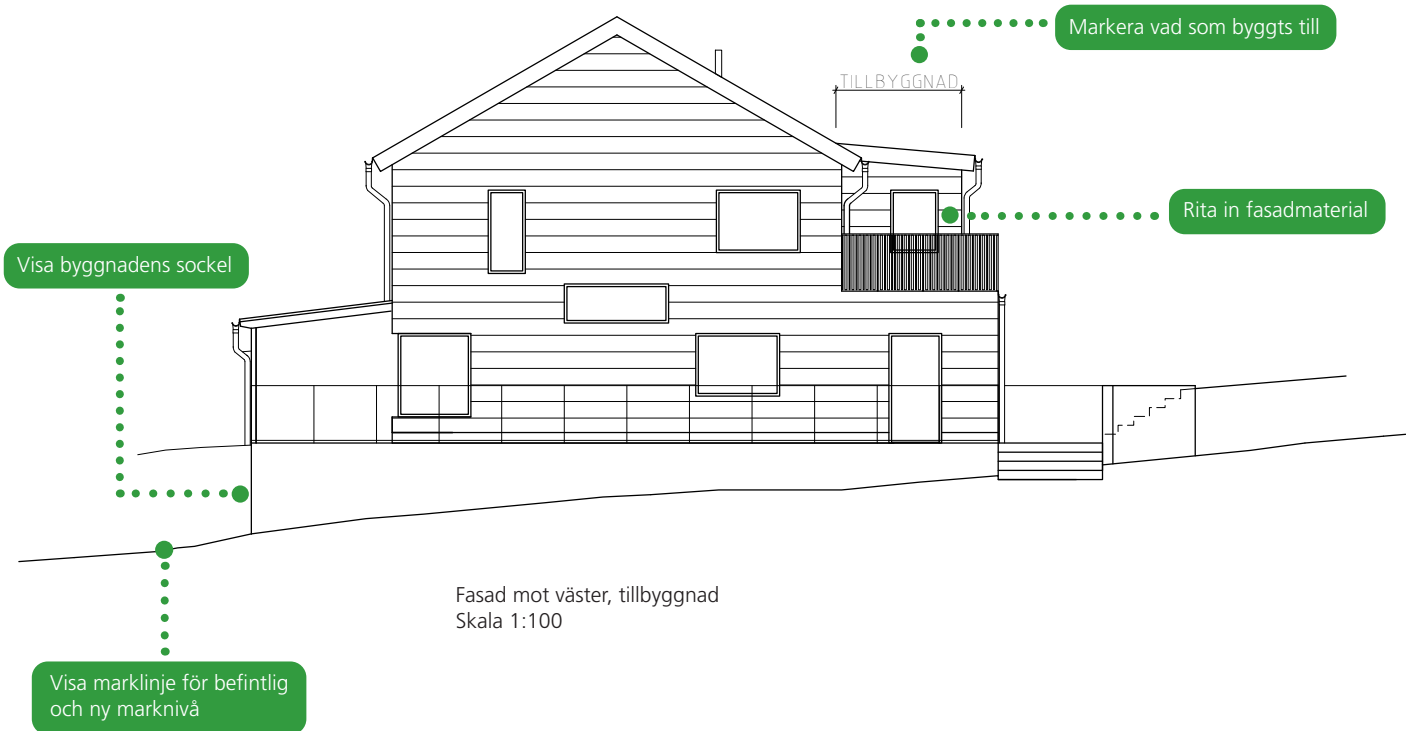 Markera vad som byggts till
TILLBYGGNAD
Rita in fasadmaterial
Visa byggnadens sockel
Fasad mot väster, tillbyggnad
Skala 1:100
Visa marklinje för befintlig
och ny marknivå